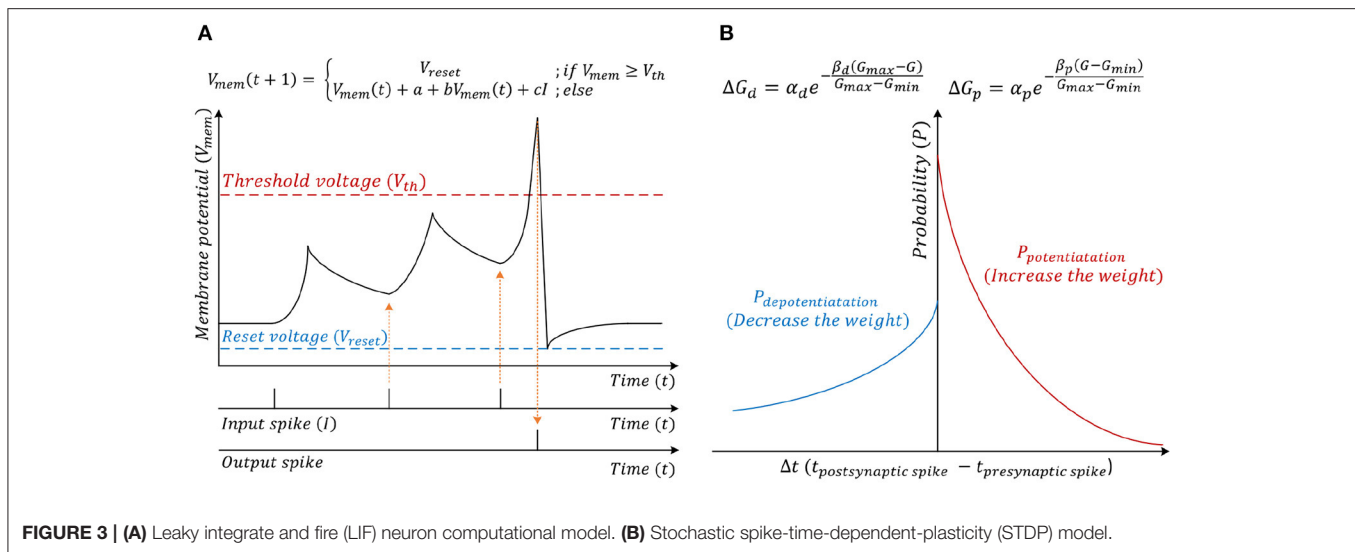 A
V_mem(t + 1) = { V_reset ; if V_mem ≥ V_th
V_mem(t) + a + bV_mem(t) + cI ; else
Membrane potential (V_mem)
Threshold voltage (V_th)
Reset voltage (V_reset)
Time (t)
Input spike (I)
Time (t)
Output spike
Time (t)
B
ΔG_d = α_d e^{-\frac{β_d(G_max−G)}{G_max−G_min}}
ΔG_p = α_p e^{-\frac{β_p(G−G_min)}{G_max−G_min}}
Probability (P)
P_potentiatation
(Increase the weight)
P_depotentiatation
(Decrease the weight)
Δt (t_postsynaptic spike − t_presynaptic spike)
FIGURE 3 | (A) Leaky integrate and fire (LIF) neuron computational model. (B) Stochastic spike-time-dependent-plasticity (STDP) model.